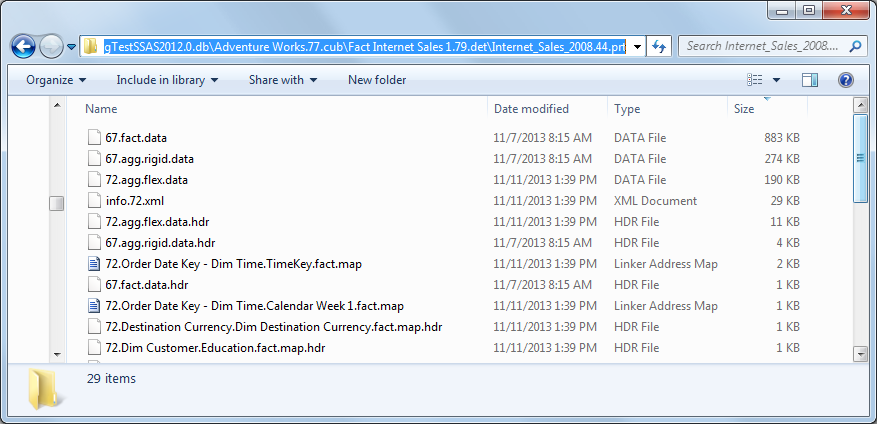 gTestSSAS2012.0.db\Adventure Works.77.cub\Fact Internet Sales 1.79.det\Internet_Sales_2008.44.prt
Search Internet_Sales_2008....
Organize Include in library Share with New folder
Name Date modified Type Size
67.fact.data 11/7/2013 8:15 AM DATA File 883 KB
67.agg.rigid.data 11/7/2013 8:15 AM DATA File 274 KB
72.agg.flex.data 11/11/2013 1:39 PM DATA File 190 KB
info.72.xml 11/11/2013 1:39 PM XML Document 29 KB
72.agg.flex.data.hdr 11/11/2013 1:39 PM HDR File 11 KB
67.agg.rigid.data.hdr 11/7/2013 8:15 AM HDR File 4 KB
72.Order Date Key - Dim Time.TimeKey.fact.map 11/11/2013 1:39 PM Linker Address Map 2 KB
67.fact.data.hdr 11/7/2013 8:15 AM HDR File 1 KB
72.Order Date Key - Dim Time.Calendar Week 1.fact.map 11/11/2013 1:39 PM Linker Address Map 1 KB
72.Destination Currency.Dim Destination Currency.fact.map.hdr 11/11/2013 1:39 PM HDR File 1 KB
72.Dim Customer.Education.fact.map.hdr 11/11/2013 1:39 PM HDR File 1 KB
29 items